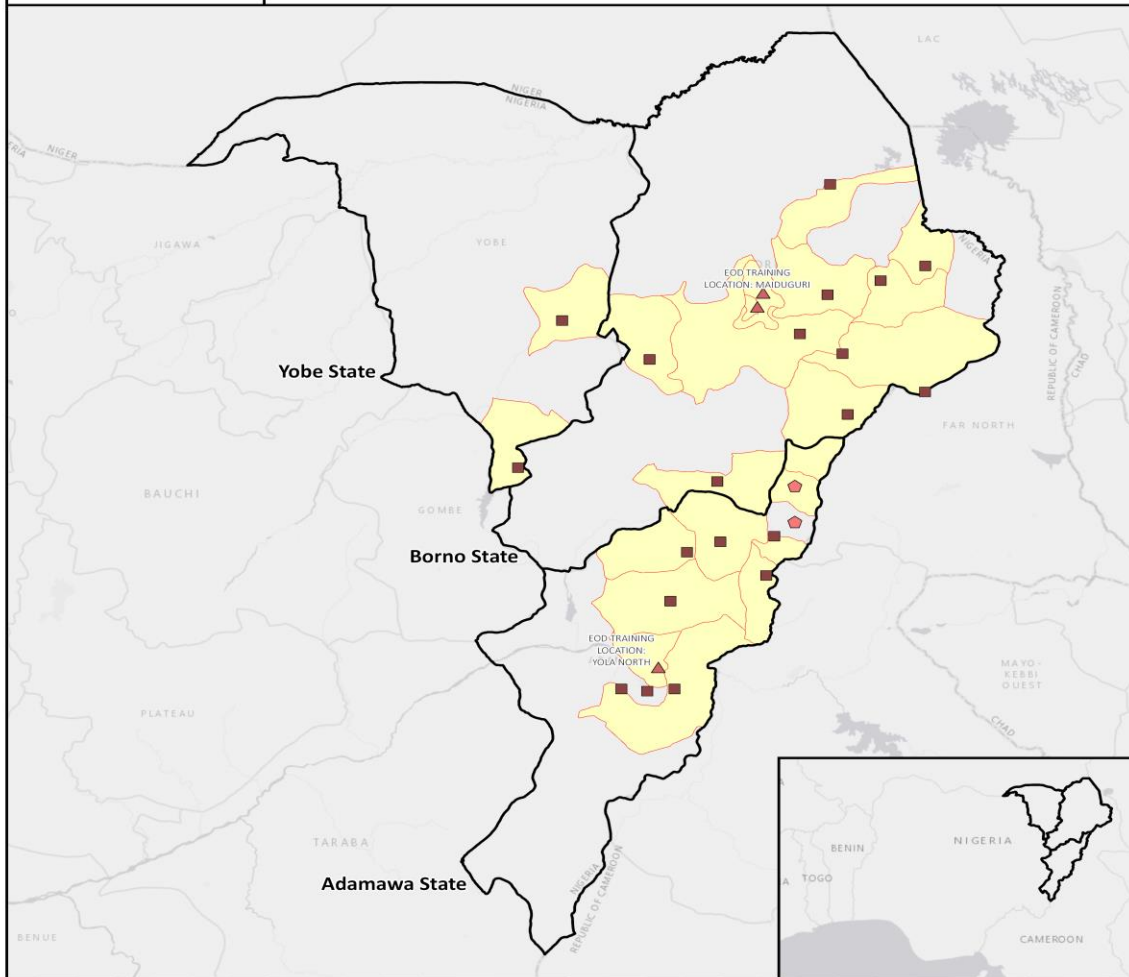 LAC
NIGER
NIGERIA
NIGER
JIGAWA
YOBE
NIGERIA
EOD TRAINING
LOCATION: MAIDUGURI
REPUBLIC OF CAMEROON
CHAD
Yobe State
FAR NORTH
BAUCHI
GOMBE
Borno State
EOD TRAINING
LOCATION:
YOLA NORTH
MAYO-
KEBBI
OUEST
PLATEAU
CHAD
TARABA
Adamawa State
NIGERIA
REPUBLIC OF CAMEROON
BENUE
NIGERIA
BENIN
TOGO
CAMEROON